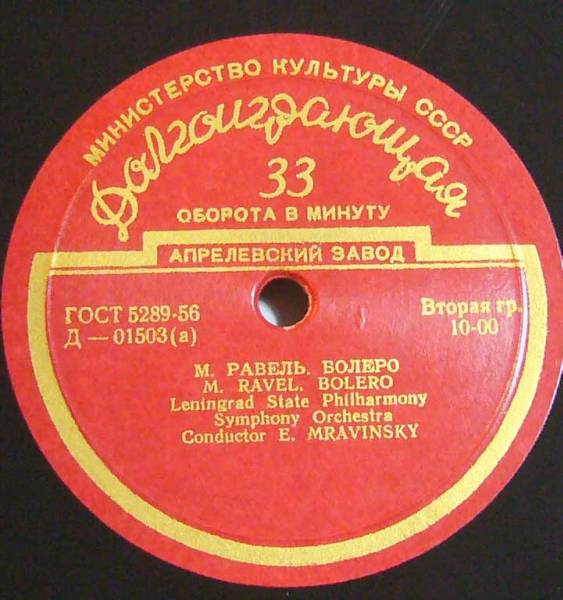 МИНИСТЕРСТВО КУЛЬТУРЫ СССР
Долгоиграющая
33
ОБОРОТА В МИНУТУ
АПРЕЛЕВСКИЙ ЗАВОД
ГОСТ 5289-56
Д — 01503 (а)
Вторая гр.
10-00
М. РАВЕЛЬ. БОЛЕРО
M. RAVEL. BOLERO
Leningrad State Philharmony
Symphony Orchestra
Conductor E. MRAVINSKY